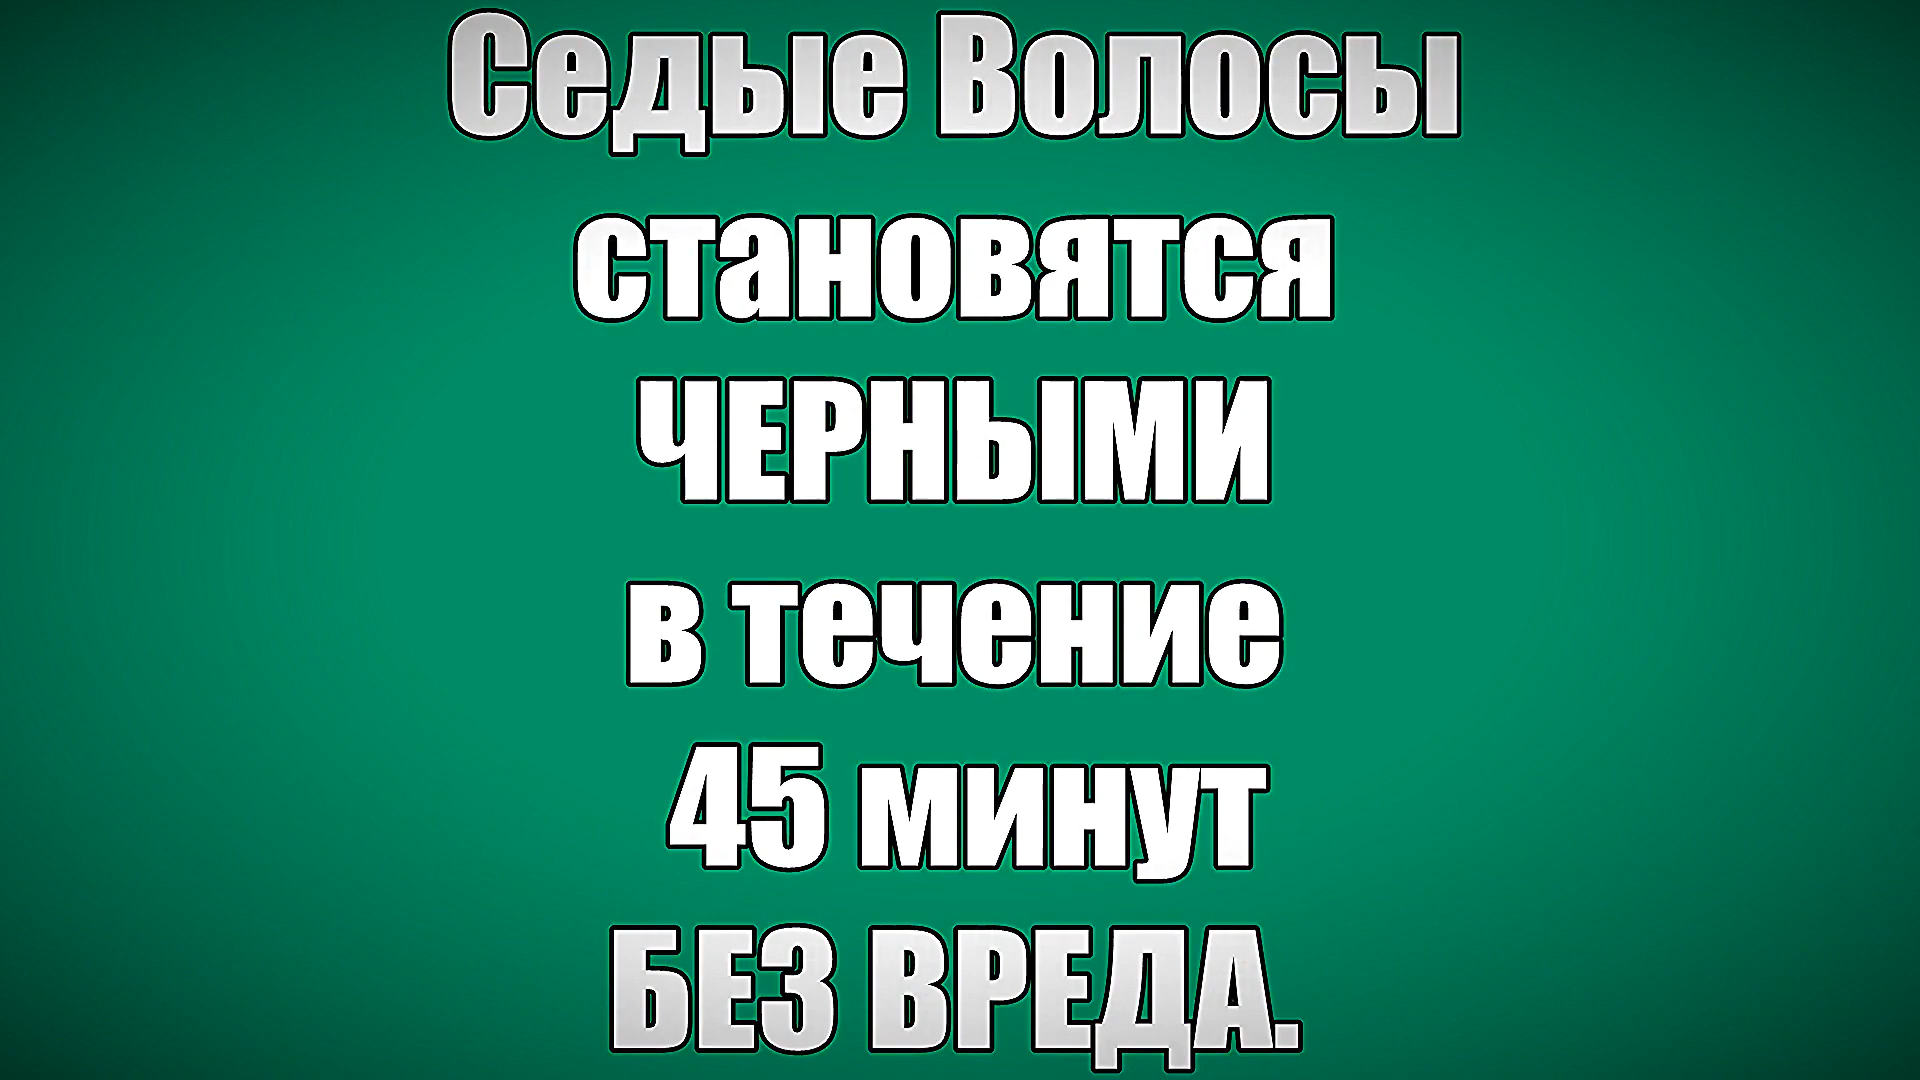 Седые Волосы
становятся
ЧЕРНЫМИ
в течение
45 минут
БЕЗ ВРЕДА.